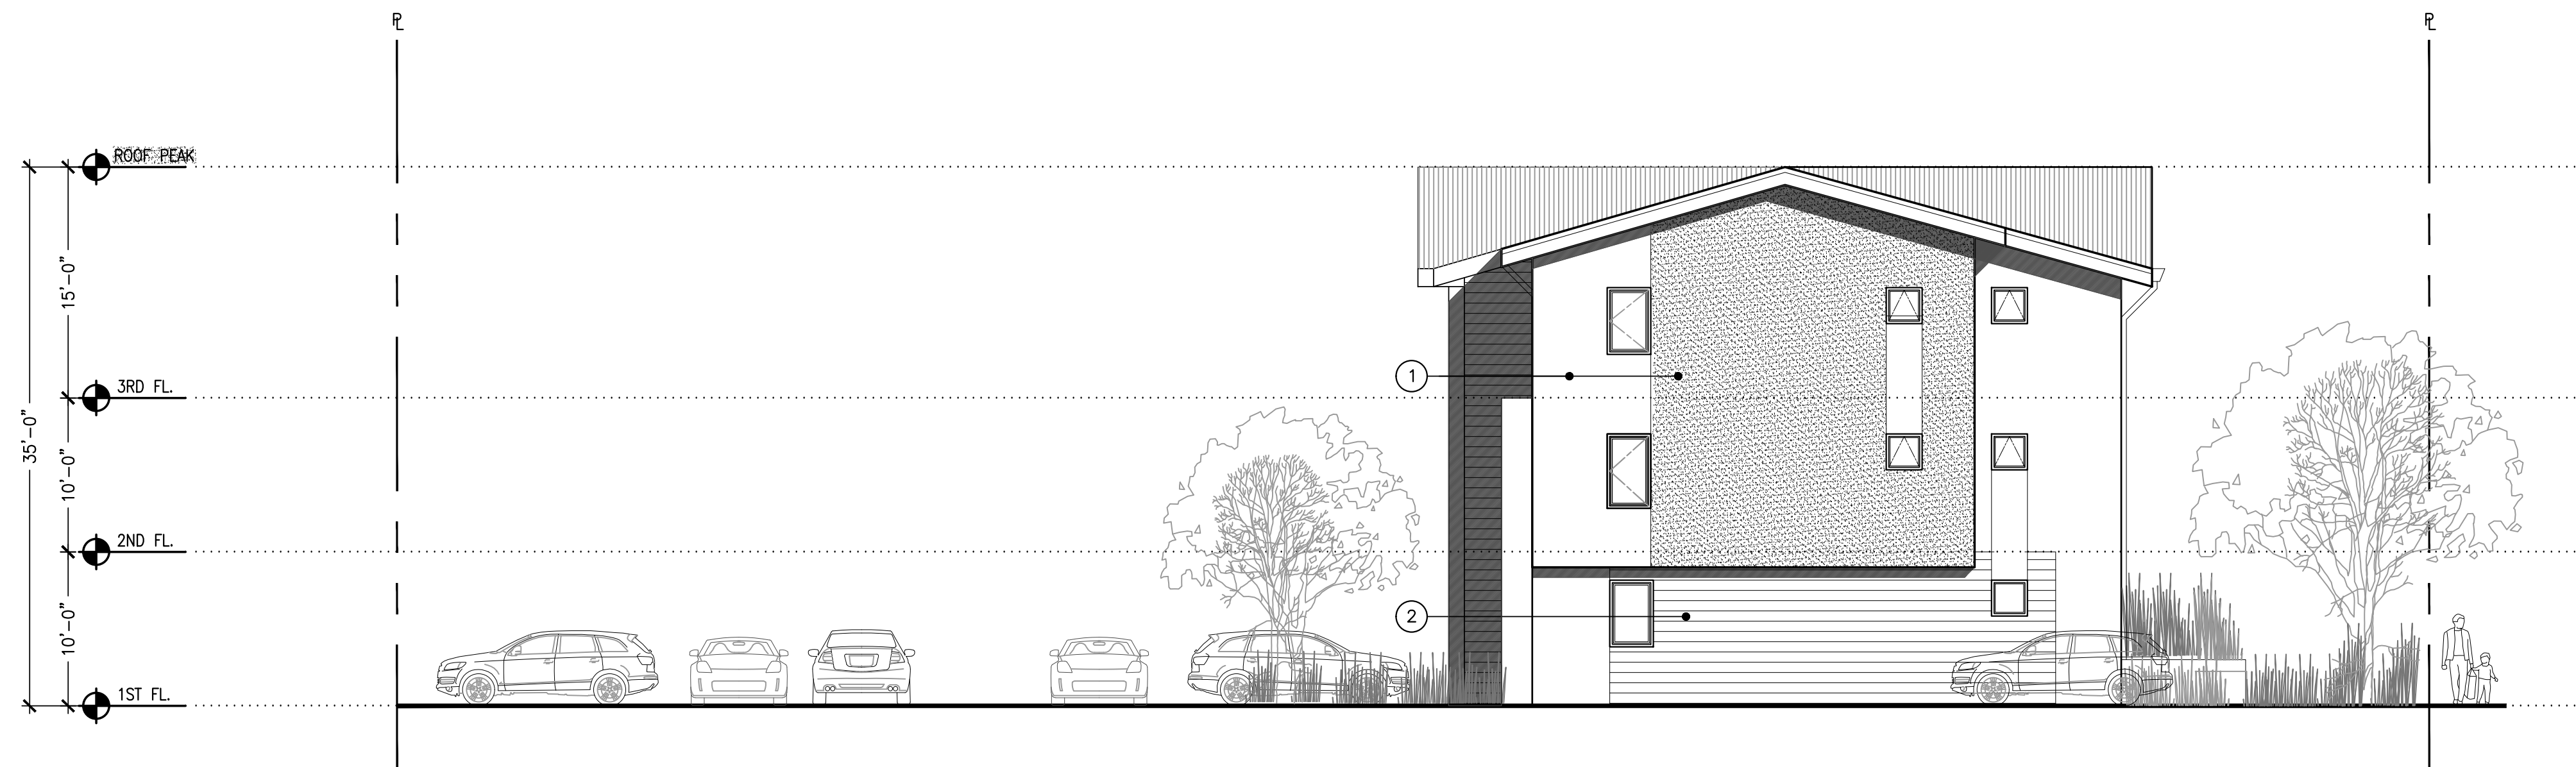 PL
PL
ROOF PEAK
15'-0"
3RD FL.
35'-0"
10'-0"
2ND FL.
10'-0"
1ST FL.
1
2